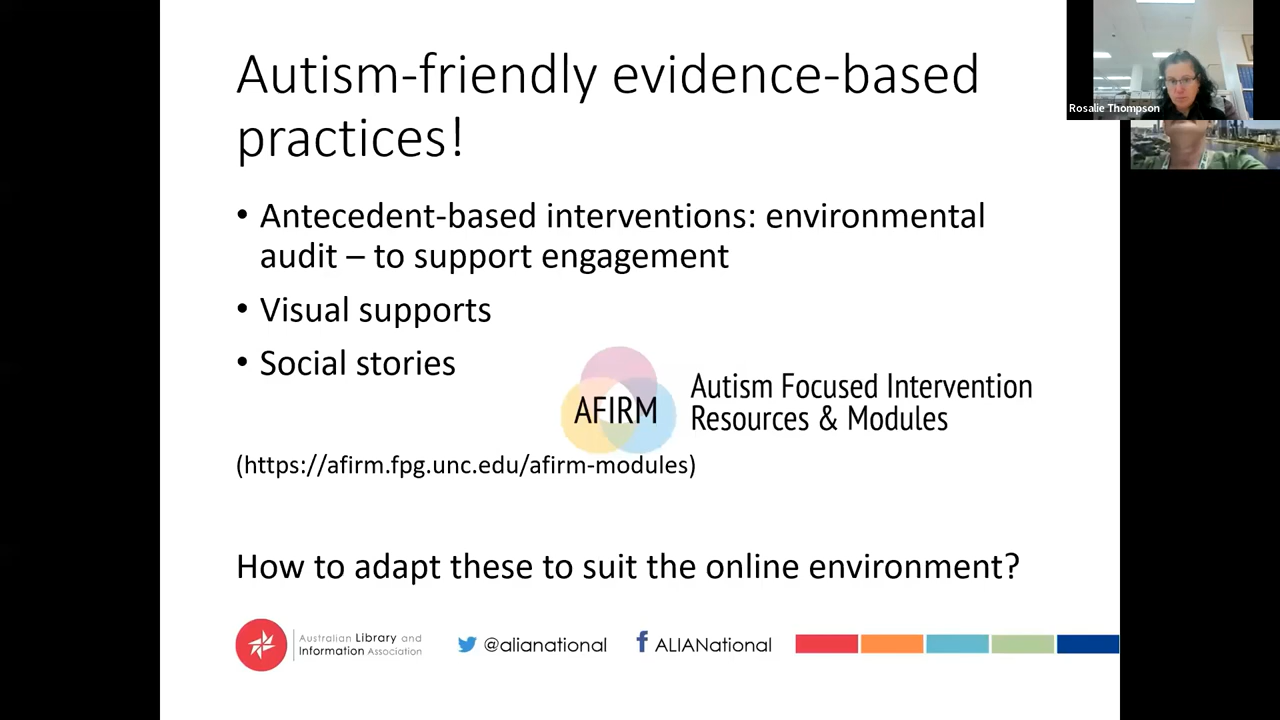 Autism-friendly evidence-based
practices!
Rosalie Thompson
• Antecedent-based interventions: environmental
audit – to support engagement
• Visual supports
• Social stories
AFIRM
Autism Focused Intervention
Resources & Modules
(https://afirm.fpg.unc.edu/afirm-modules)
How to adapt these to suit the online environment?
Australian Library and
Information Association
@alianational
ALIANational